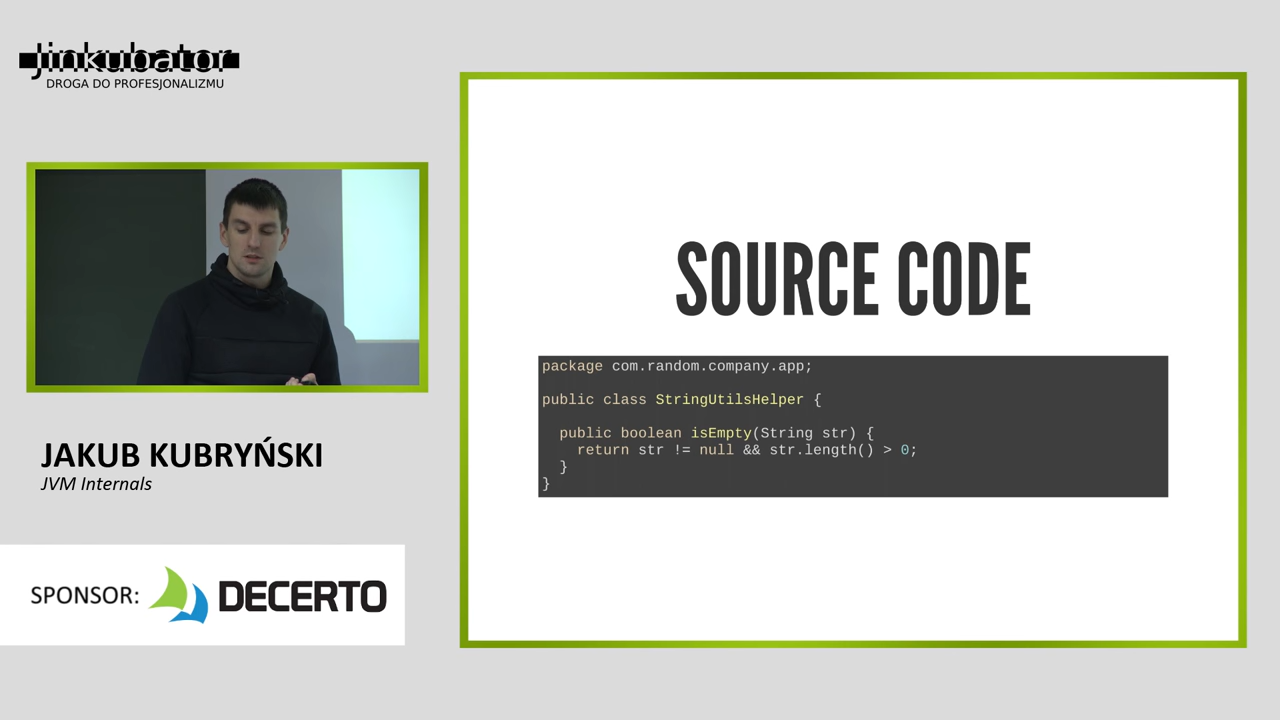 Jinkubator
DROGA DO PROFESJONALIZMU
JAKUB KUBRYŃSKI
JVM Internals
SPONSOR: DECERTO
SOURCE CODE
package com.random.company.app;
public class StringUtilsHelper {
public boolean isEmpty(String str) {
return str != null && str.length() > 0;
}
}